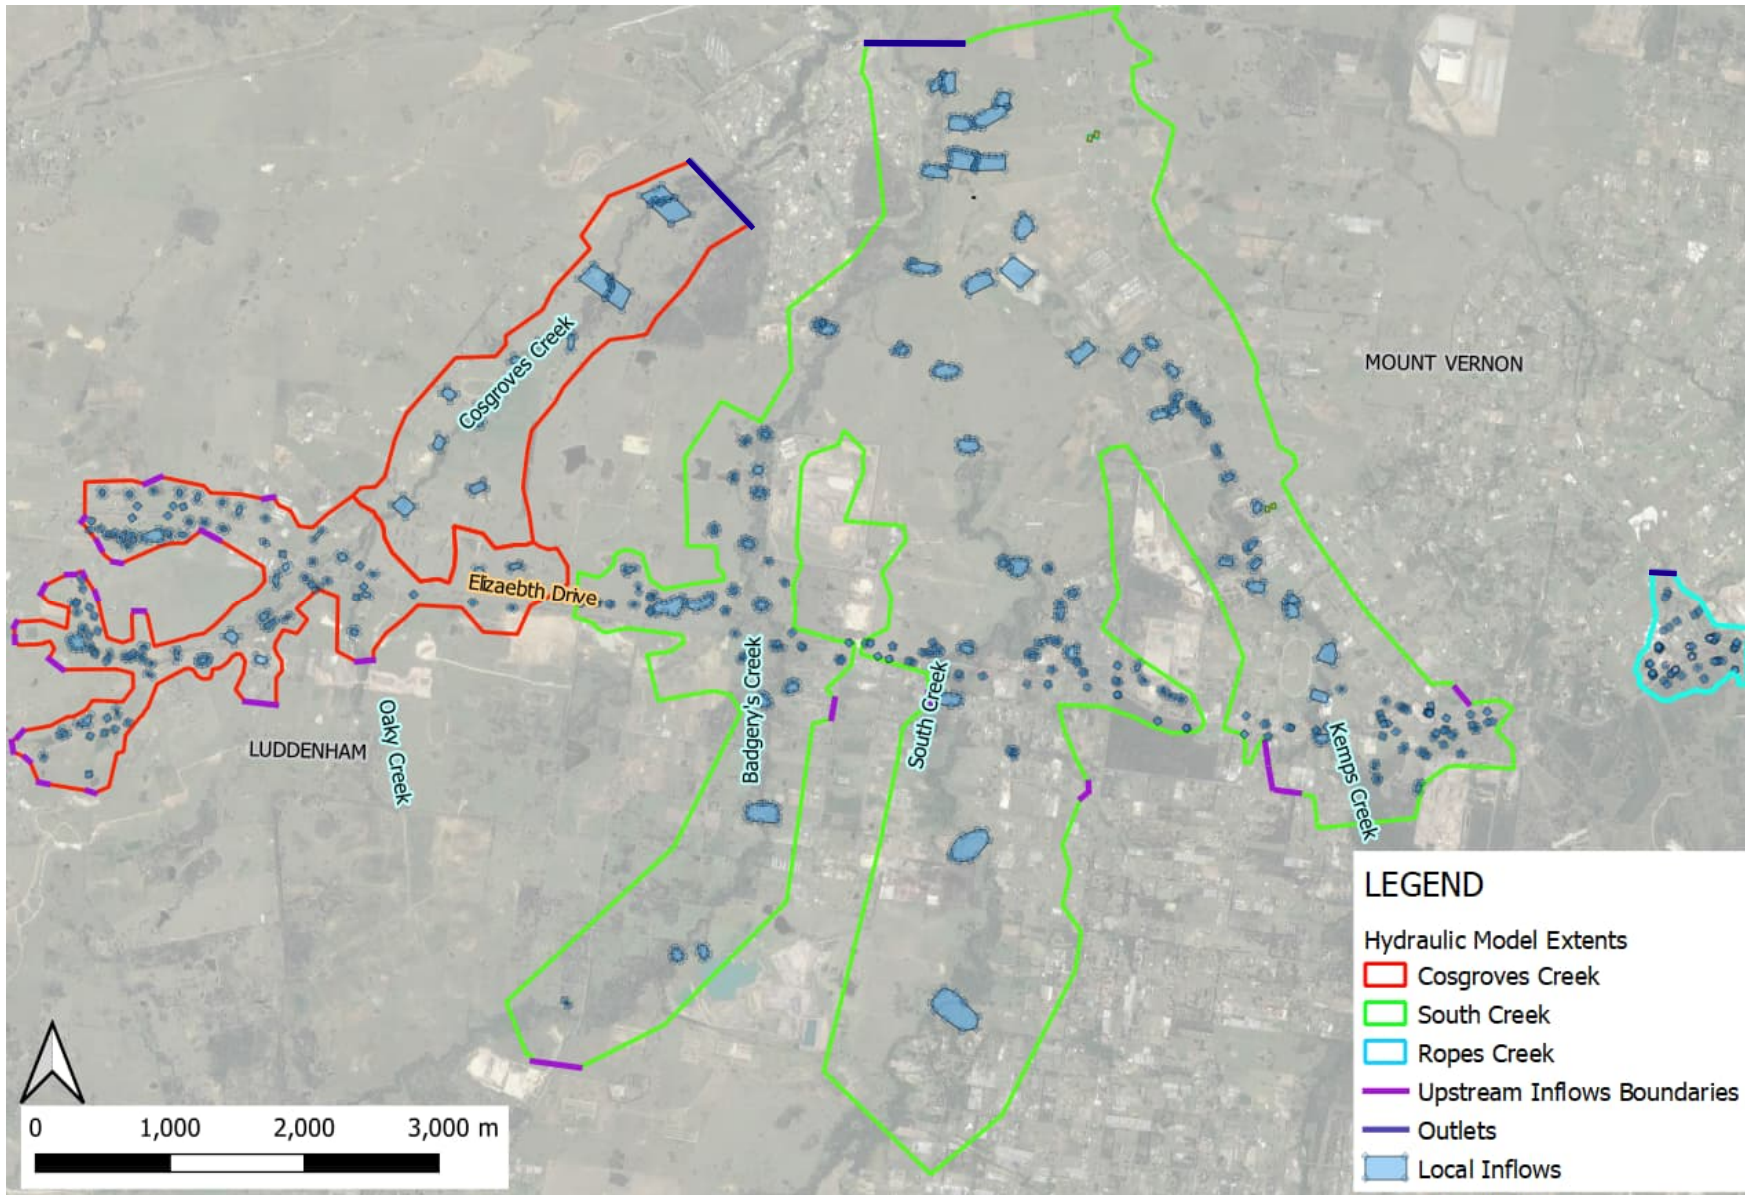 MOUNT VERNON
Cosgroves Creek
Elizaebth Drive
Badgery's Creek
South Creek
Oaky Creek
LUDDENHAM
Kemps Creek
LEGEND
Hydraulic Model Extents
Cosgroves Creek
South Creek
Ropes Creek
Upstream Inflows Boundaries
Outlets
Local Inflows
0 1,000 2,000 3,000 m